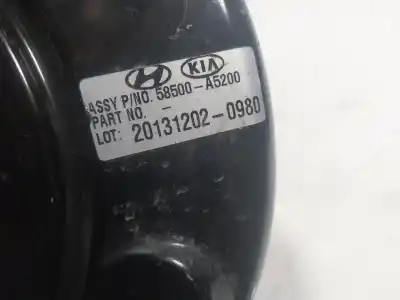 KIA
ASSY P/NO. 58500-A5200
PART NO. -
LOT: 20131202-0980